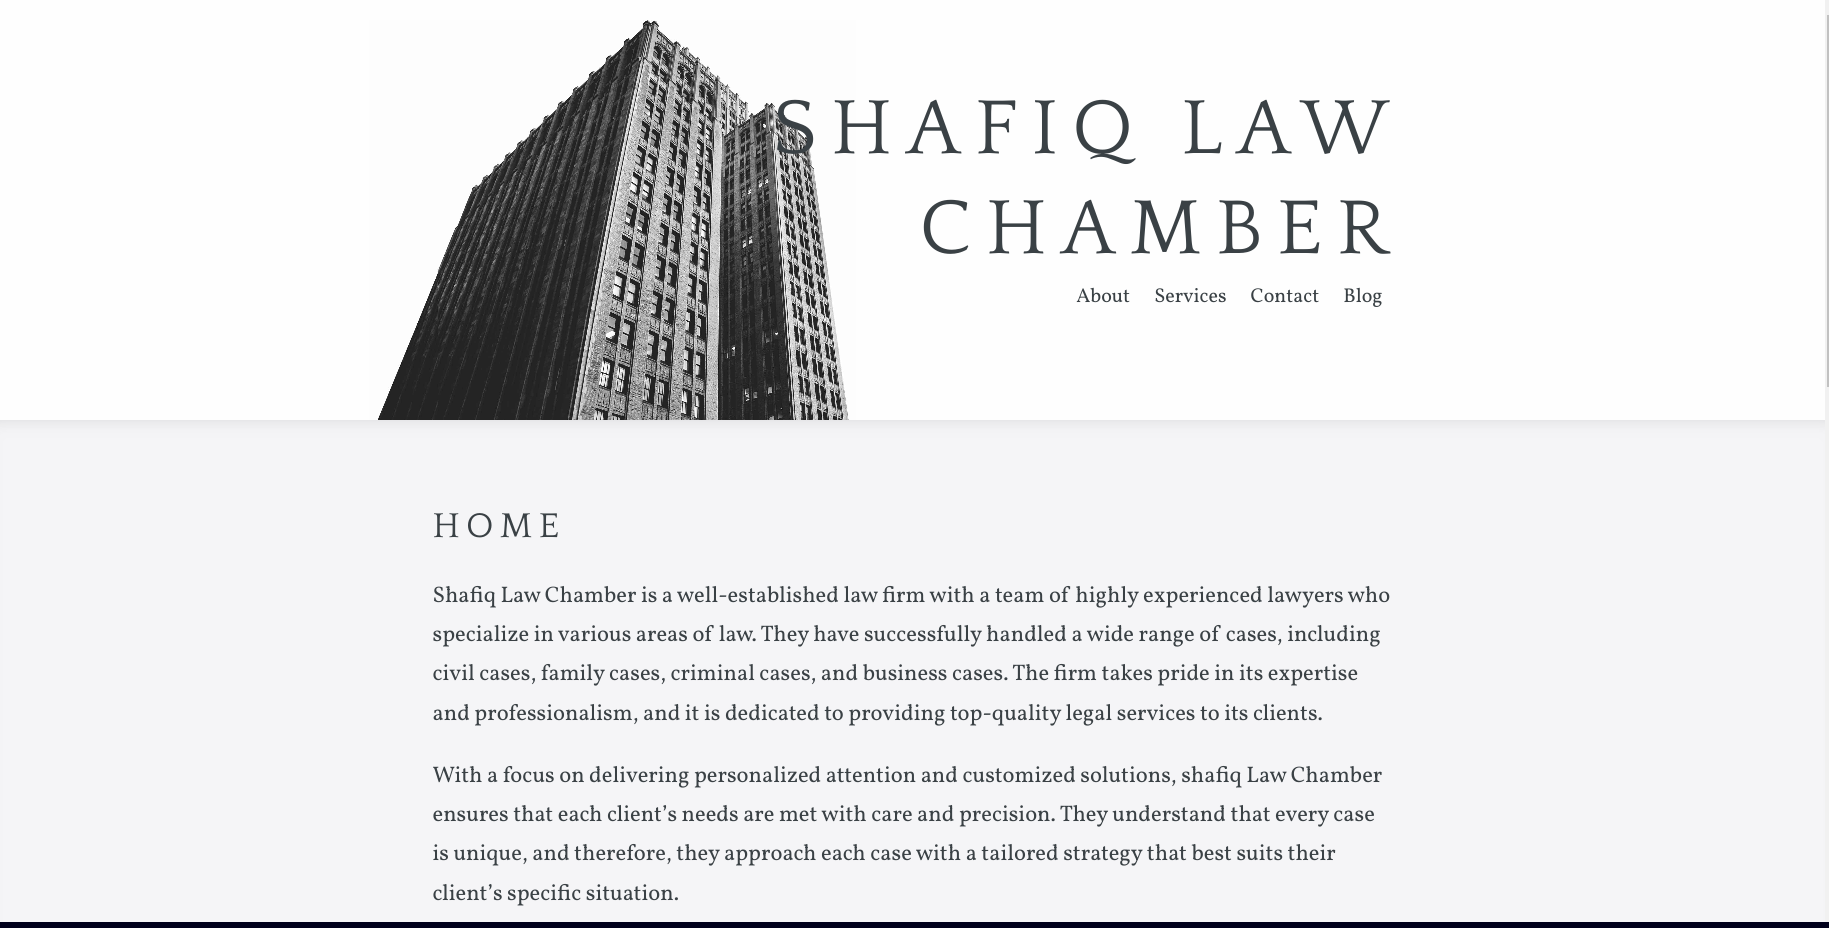 SHAFIQ LAW
CHAMBER
About Services Contact Blog
HOME
Shafiq Law Chamber is a well-established law firm with a team of highly experienced lawyers who
specialize in various areas of law. They have successfully handled a wide range of cases, including
civil cases, family cases, criminal cases, and business cases. The firm takes pride in its expertise
and professionalism, and it is dedicated to providing top-quality legal services to its clients.
With a focus on delivering personalized attention and customized solutions, shafiq Law Chamber
ensures that each client’s needs are met with care and precision. They understand that every case
is unique, and therefore, they approach each case with a tailored strategy that best suits their
client’s specific situation.